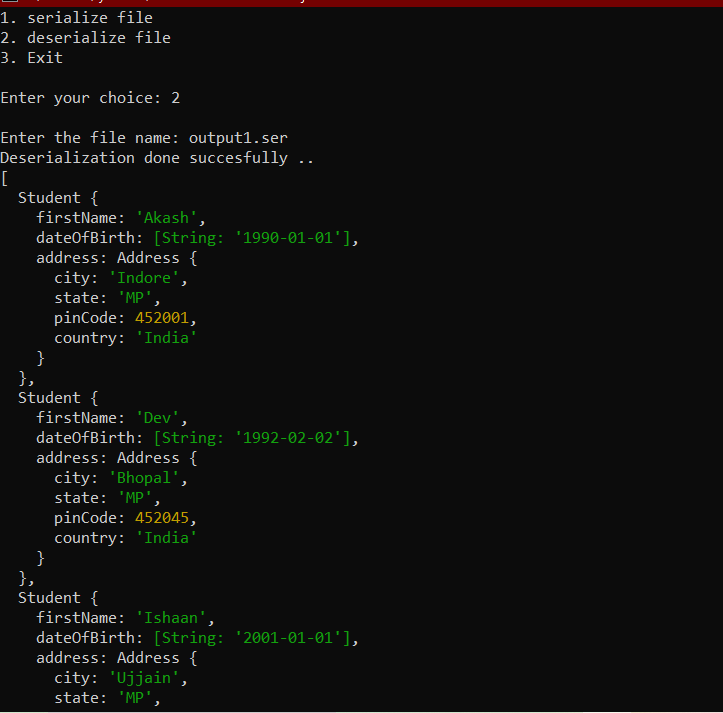 1. serialize file
2. deserialize file
3. Exit
Enter your choice: 2
Enter the file name: output1.ser
Deserialization done succesfully ..
[
  Student {
    firstName: 'Akash',
    dateOfBirth: [String: '1990-01-01'],
    address: Address {
      city: 'Indore',
      state: 'MP',
      pinCode: 452001,
      country: 'India'
    }
  },
  Student {
    firstName: 'Dev',
    dateOfBirth: [String: '1992-02-02'],
    address: Address {
      city: 'Bhopal',
      state: 'MP',
      pinCode: 452045,
      country: 'India'
    }
  },
  Student {
    firstName: 'Ishaan',
    dateOfBirth: [String: '2001-01-01'],
    address: Address {
      city: 'Ujjain',
      state: 'MP',